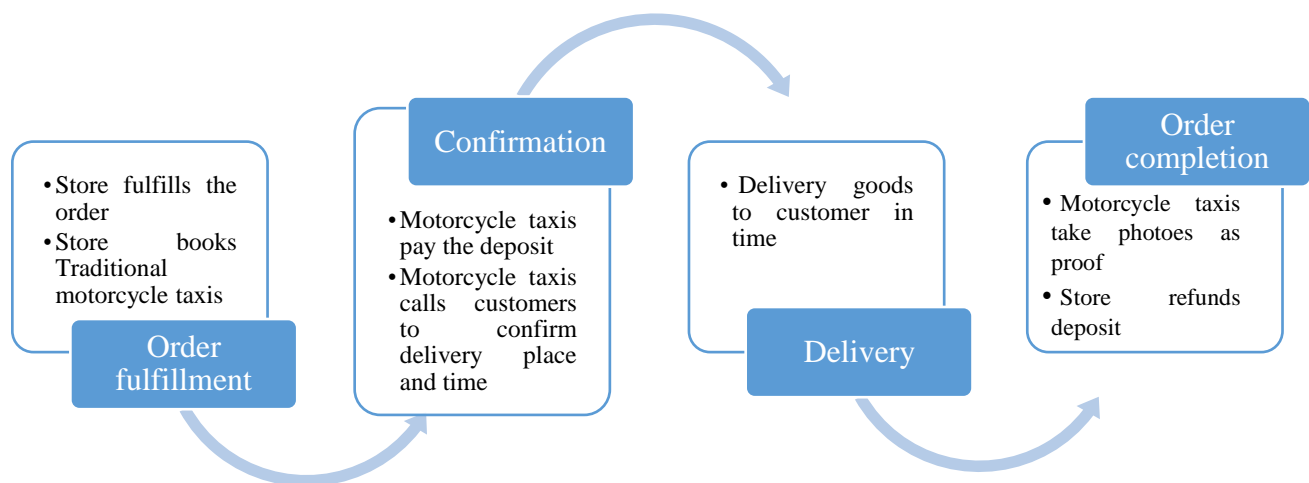 •Store fulfills the
order
•Store books
Traditional
motorcycle taxis
Order
fulfillment
Confirmation
•Motorcycle taxis
pay the deposit
•Motorcycle taxis
calls customers
to confirm
delivery place
and time
• Delivery goods
to customer in
time
Delivery
Order
completion
• Motorcycle taxis
take photoes as
proof
• Store refunds
deposit